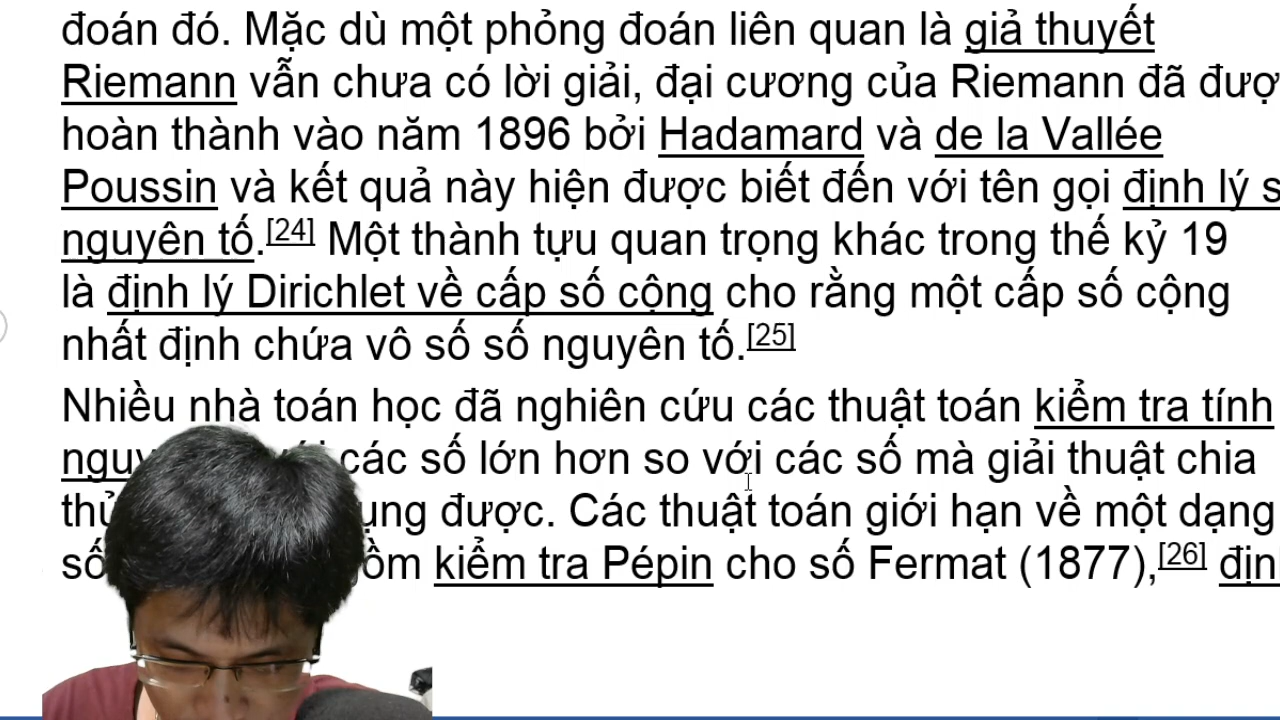 đoán đó. Mặc dù một phỏng đoán liên quan là giả thuyết
Riemann vẫn chưa có lời giải, đại cương của Riemann đã
hoàn thành vào năm 1896 bởi Hadamard và de la Vallée
Poussin và kết quả này hiện được biết đến với tên gọi định lý
nguyên tố.[24] Một thành tựu quan trọng khác trong thế kỷ 19
là định lý Dirichlet về cấp số cộng cho rằng một cấp số cộng
nhất định chứa vô số số nguyên tố.[25]
Nhiều nhà toán học đã nghiên cứu các thuật toán kiểm tra tính
các số lớn hơn so với các số mà giải thuật chia
được. Các thuật toán giới hạn về một dạng
số kiểm tra Pépin cho số Fermat (1877),[26]